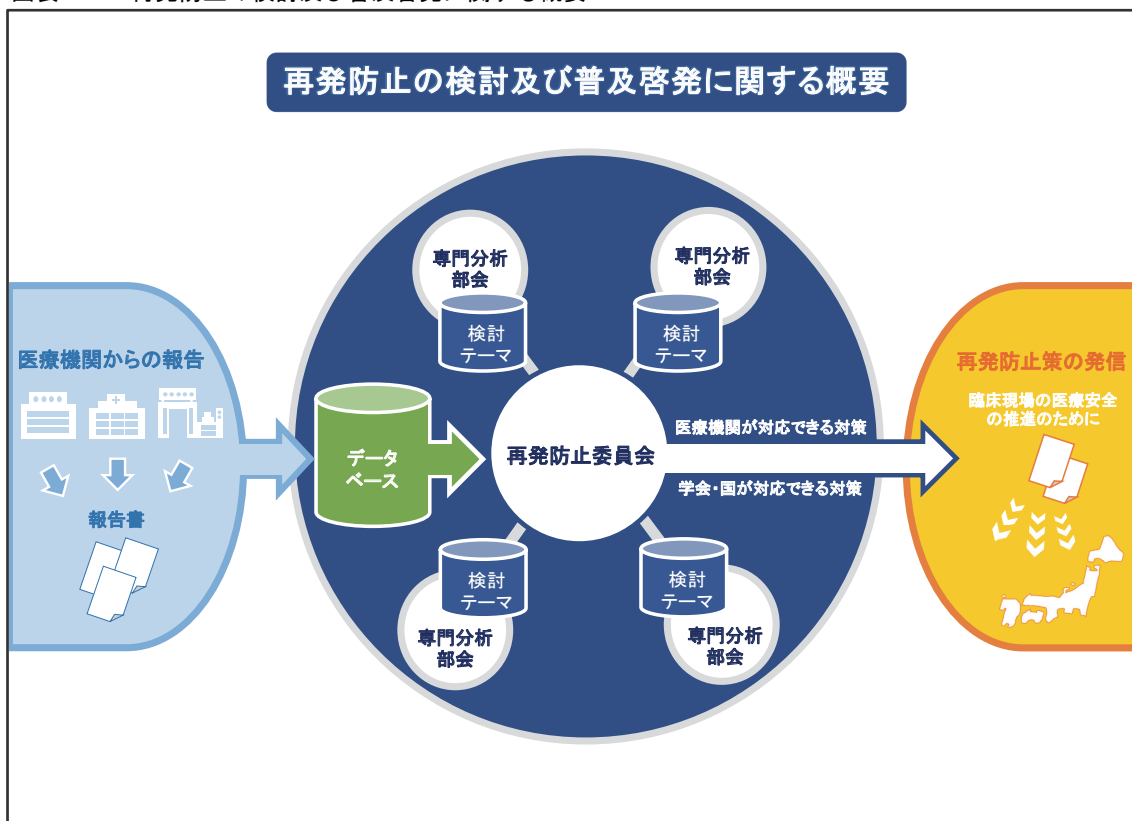 再発防止の検討及び普及啓発に関する概要
医療機関からの報告
報告書
データ
ベース
専門分析
部会
検討
テーマ
専門分析
部会
検討
テーマ
再発防止委員会
医療機関が対応できる対策
学会・国が対応できる対策
検討
テーマ
専門分析
部会
検討
テーマ
専門分析
部会
再発防止策の発信
臨床現場の医療安全
の推進のために